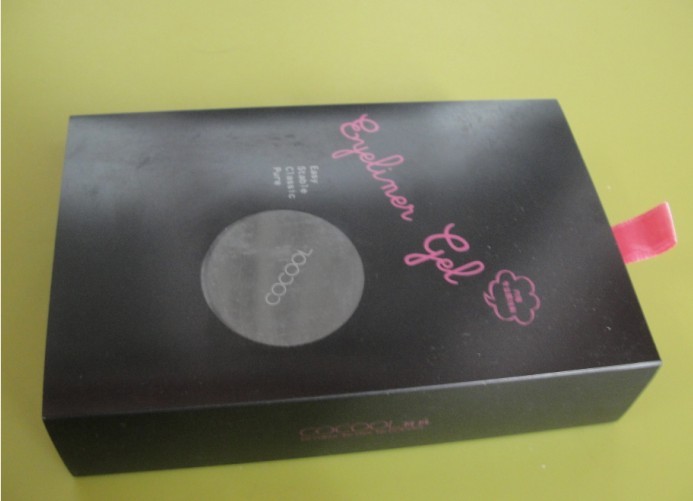 Eyeliner Gel
Easy
Stable
Classic
Pure
COCOOL
COCOOL